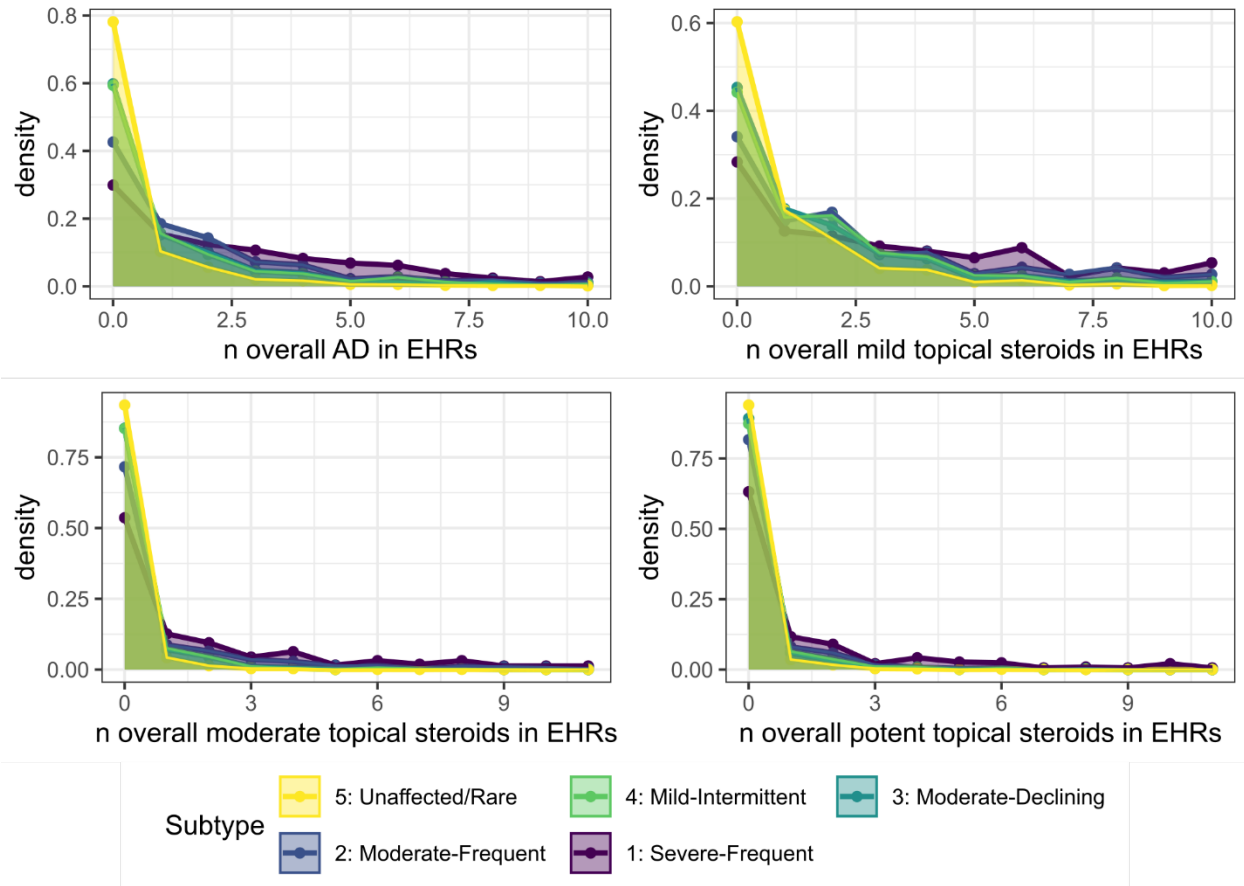 0.8
0.6
0.4
0.2
0.0
density
0.0 2.5 5.0 7.5 10.0
n overall AD in EHRs
0.6
0.4
0.2
0.0
density
0.0 2.5 5.0 7.5 10.0
n overall mild topical steroids in EHRs
0.75
0.50
0.25
0.00
density
0 3 6 9
n overall moderate topical steroids in EHRs
0.75
0.50
0.25
0.00
density
0 3 6 9
n overall potent topical steroids in EHRs
Subtype
5: Unaffected/Rare 4: Mild-Intermittent 3: Moderate-Declining
2: Moderate-Frequent 1: Severe-Frequent